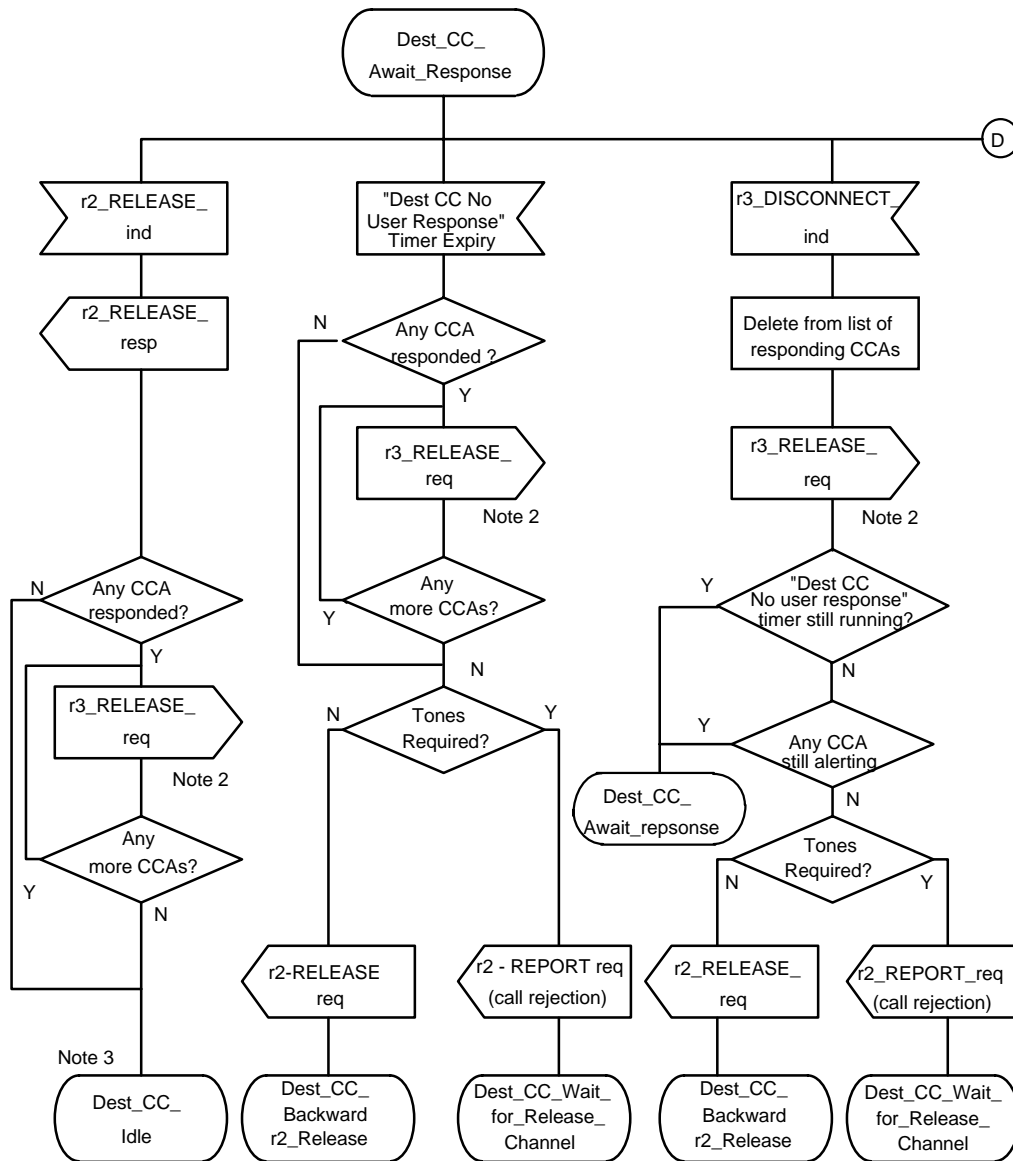 Dest_CC_
Await_Response
D
r2_RELEASE_
ind
"Dest CC No
User Response"
Timer Expiry
r3_DISCONNECT_
ind
r2_RELEASE_
resp
N
Any CCA
responded ?
Y
Delete from list of
responding CCAs
r3_RELEASE_
req
Note 2
r3_RELEASE_
req
Note 2
N
Any CCA
responded?
Y
Any
more CCAs?
Y
N
Y
"Dest CC
No user response"
timer still running?
N
r3_RELEASE_
req
Note 2
N
Tones
Required?
Y
Y
Any CCA
still alerting
N
Dest_CC_
Await_repsonse
Any
more CCAs?
Y
N
Tones
Required?
N
Y
r2-RELEASE
req
r2 - REPORT req
(call rejection)
r2_RELEASE_
req
r2_REPORT_req
(call rejection)
Note 3
Dest_CC_
Idle
Dest_CC_
Backward
r2_Release
Dest_CC_Wait_
for_Release_
Channel
Dest_CC_
Backward
r2_Release
Dest_CC_Wait_
for_Release_
Channel